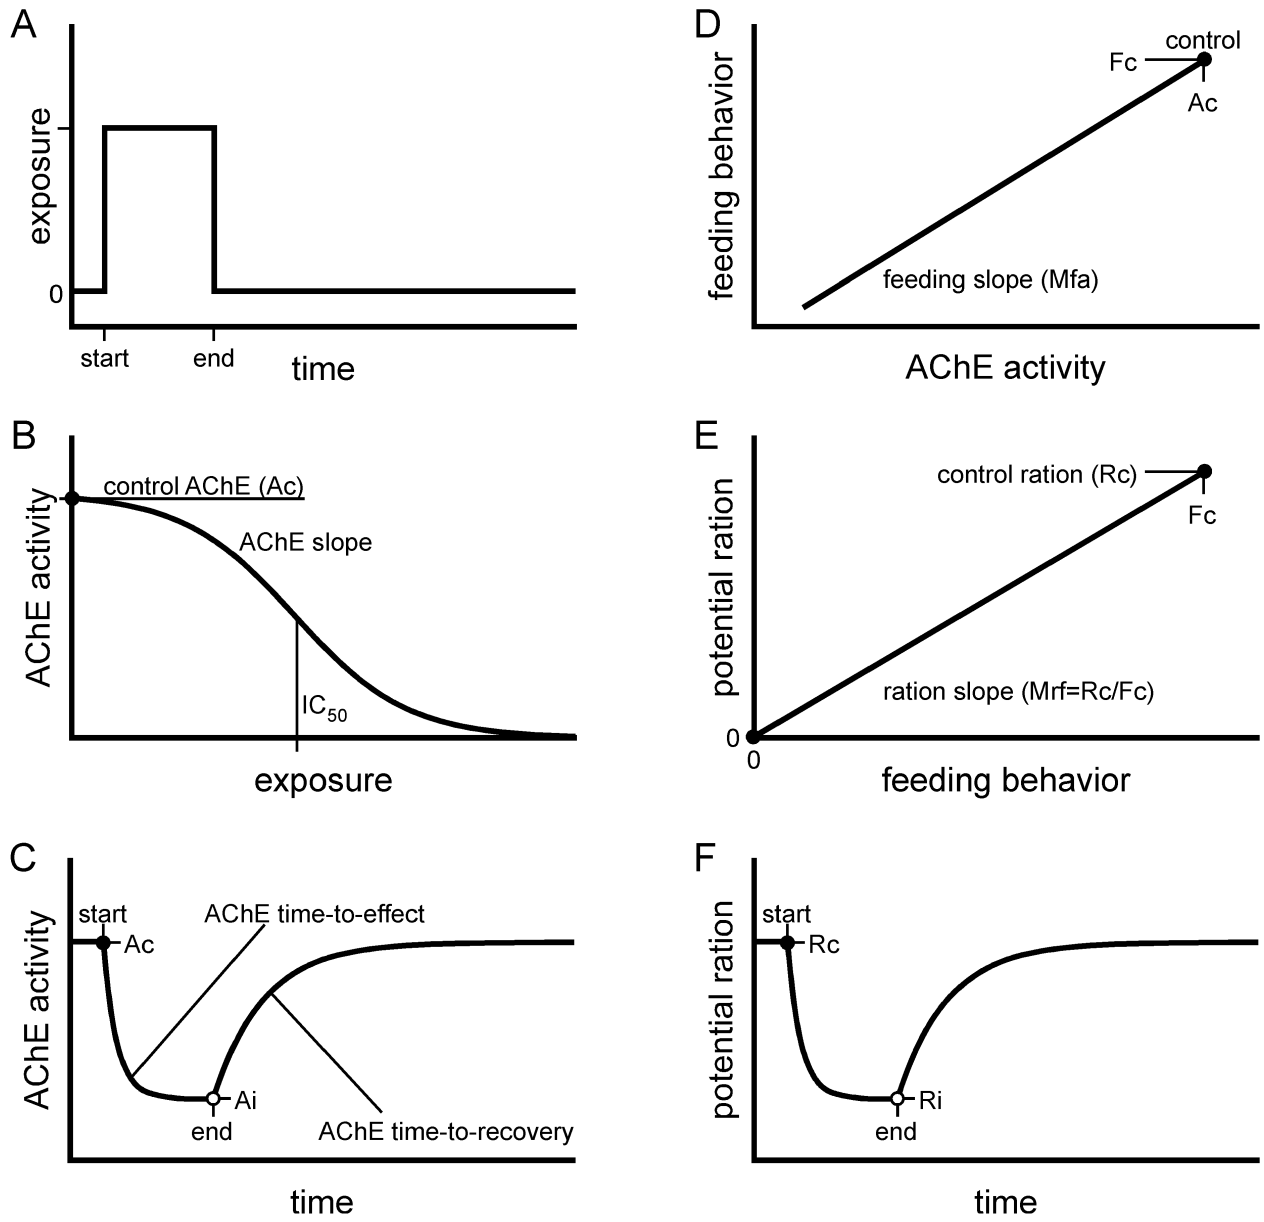 A
exposure
0
start
end
time
B
AChE activity
control AChE (Ac)
AChE slope
IC50
exposure
C
AChE activity
start
Ac
AChE time-to-effect
Ai
end
AChE time-to-recovery
time
D
feeding behavior
control
Fc
Ac
feeding slope (Mfa)
AChE activity
E
potential ration
control ration (Rc)
Fc
ration slope (Mrf=Rc/Fc)
0
0
feeding behavior
F
potential ration
start
Rc
Ri
end
time